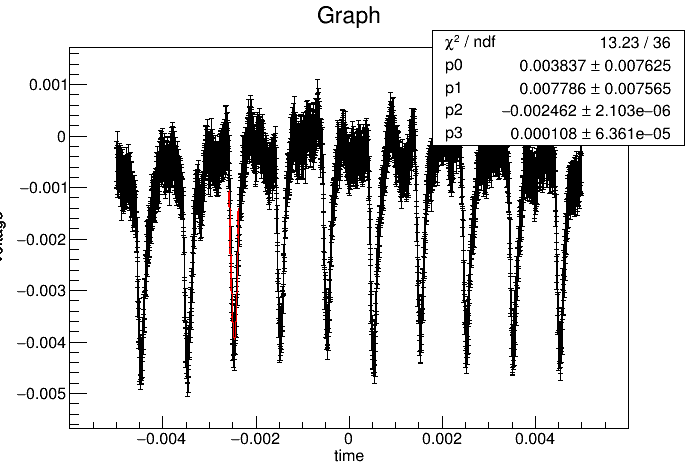 Graph
χ² / ndf 13.23 / 36
p0 0.003837 ± 0.007625
p1 0.007786 ± 0.007565
p2 −0.002462 ± 2.103e−06
p3 0.000108 ± 6.361e−05
0.001
0
−0.001
−0.002
−0.003
−0.004
−0.005
−0.004 −0.002 0 0.002 0.004
time